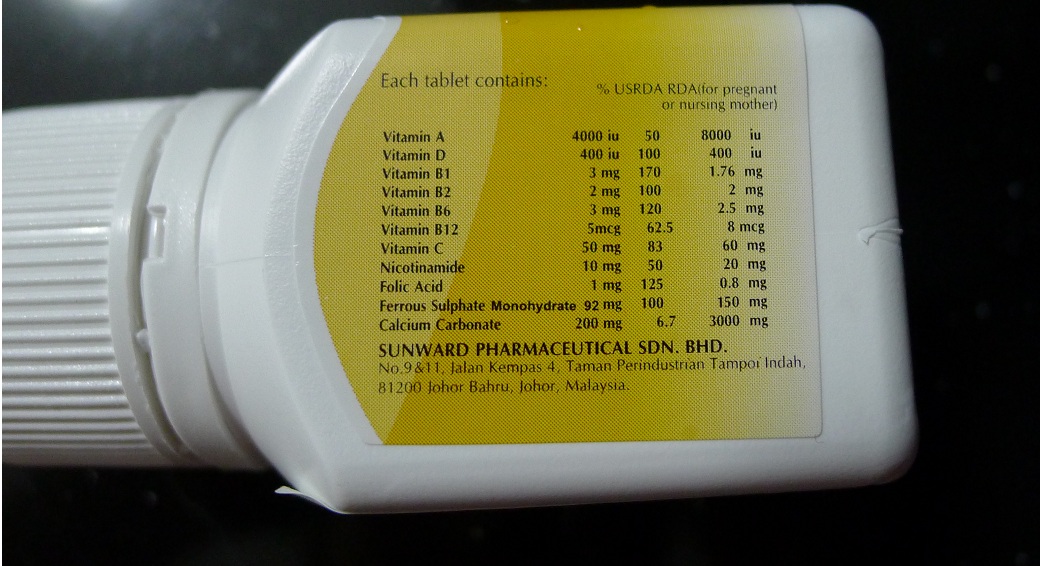 Each tablet contains:
% USRDA RDA(for pregnant
or nursing mother)
Vitamin A 4000 iu 50 8000 iu
Vitamin D 400 iu 100 400 iu
Vitamin B1 3 mg 170 1.76 mg
Vitamin B2 2 mg 100 2 mg
Vitamin B6 3 mg 120 2.5 mg
Vitamin B12 5mcg 62.5 8 mcg
Vitamin C 50 mg 83 60 mg
Nicotinamide 10 mg 50 20 mg
Folic Acid 1 mg 125 0.8 mg
Ferrous Sulphate Monohydrate 92 mg 100 150 mg
Calcium Carbonate 200 mg 6.7 3000 mg
SUNWARD PHARMACEUTICAL SDN. BHD.
No.9&11, Jalan Kempas 4, Taman Perindustrian Tampoi Indah,
81200 Johor Bahru, Johor, Malaysia.